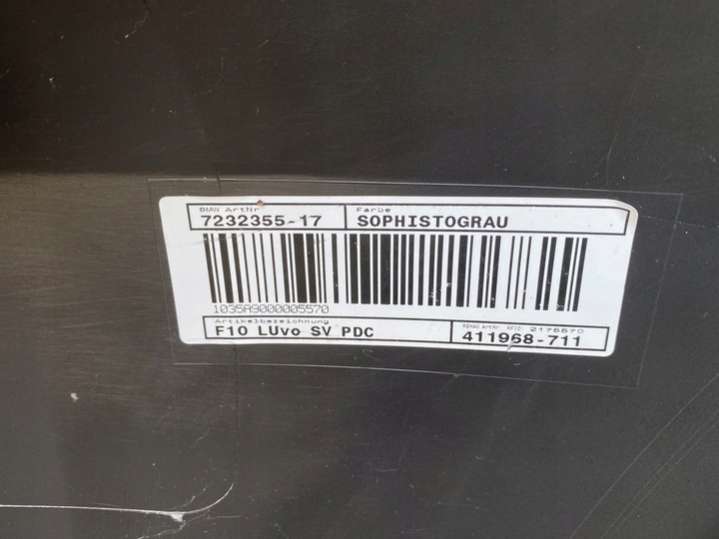 BMW ArtNr Farbe
7232355-17 SOPHISTOGRAU
1035A9000005570
Artikelbezeichnung
F10 LUvo SV PDC 411968-711